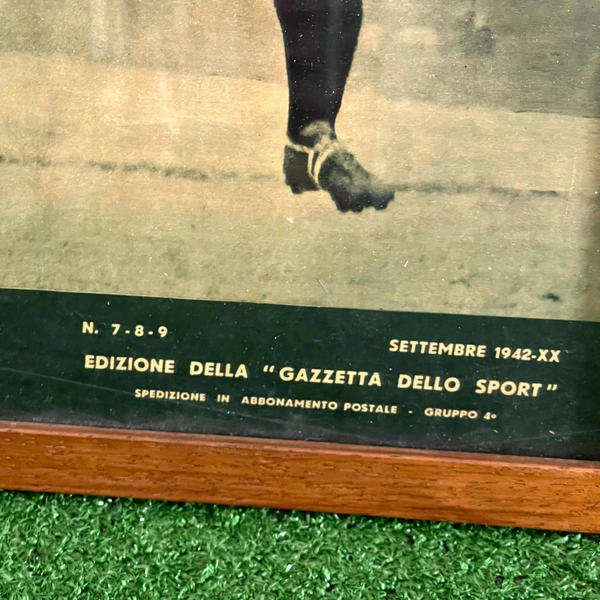 N. 7-8-9
SETTEMBRE 1942-XX
EDIZIONE DELLA "GAZZETTA DELLO SPORT"
SPEDIZIONE IN ABBONAMENTO POSTALE - GRUPPO 4°